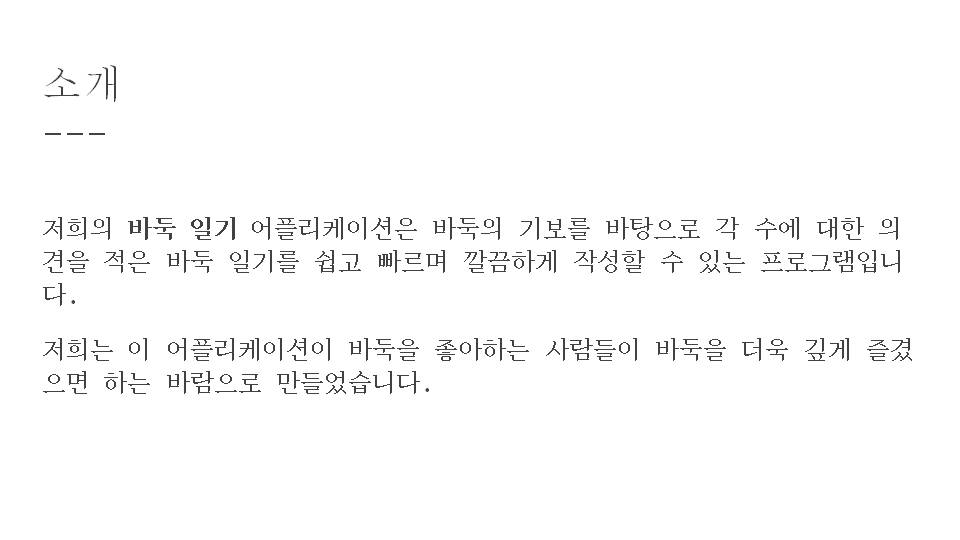 소개
---
저희의 바둑 일기 어플리케이션은 바둑의 기보를 바탕으로 각 수에 대한 의
견을 적은 바둑 일기를 쉽고 빠르며 깔끔하게 작성할 수 있는 프로그램입니
다.
저희는 이 어플리케이션이 바둑을 좋아하는 사람들이 바둑을 더욱 깊게 즐겼
으면 하는 바람으로 만들었습니다.